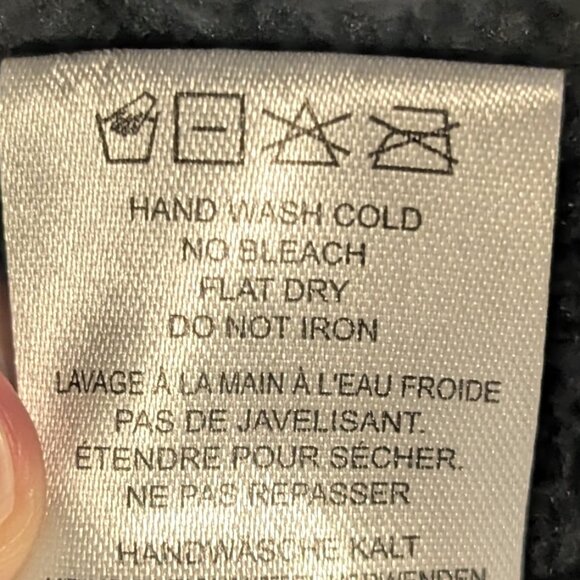 HAND WASH COLD
NO BLEACH
FLAT DRY
DO NOT IRON
LAVAGE À LA MAIN À L'EAU FROIDE
PAS DE JAVELISANT.
ÉTENDRE POUR SÉCHER.
NE PAS REPASSER
HANDWÄSCHE KALT